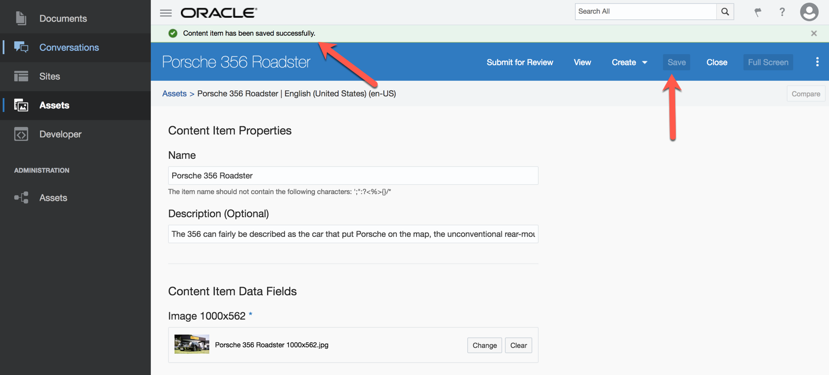 Documents
Conversations
Sites
Assets
Developer
ADMINISTRATION
Assets
ORACLE®
Search All
?
Content item has been saved successfully.
Porsche 356 Roadster
Submit for Review
View
Create
Save
Close
Full Screen
Assets > Porsche 356 Roadster | English (United States) (en-US)
Compare
Content Item Properties
Name
Porsche 356 Roadster
The item name should not contain the following characters: ';":?<%>|}/*
Description (Optional)
The 356 can fairly be described as the car that put Porsche on the map, the unconventional rear-mou
Content Item Data Fields
Image 1000x562 *
Porsche 356 Roadster 1000x562.jpg
Change
Clear